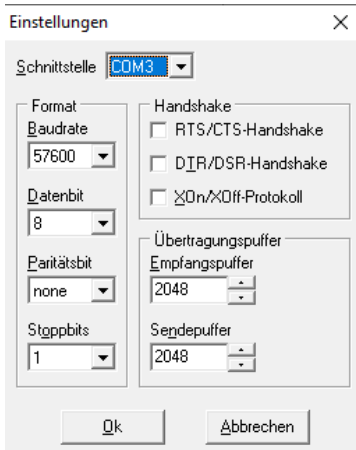 Einstellungen
Schnittstelle COM3
Format
Baudrate
57600
Datenbit
8
Paritätsbit
none
Stoppbits
1
Handshake
RTS/CTS-Handshake
DTR/DSR-Handshake
XOn/XOff-Protokoll
Übertragungspuffer
Empfangspuffer
2048
Sendepuffer
2048
Ok
Abbrechen